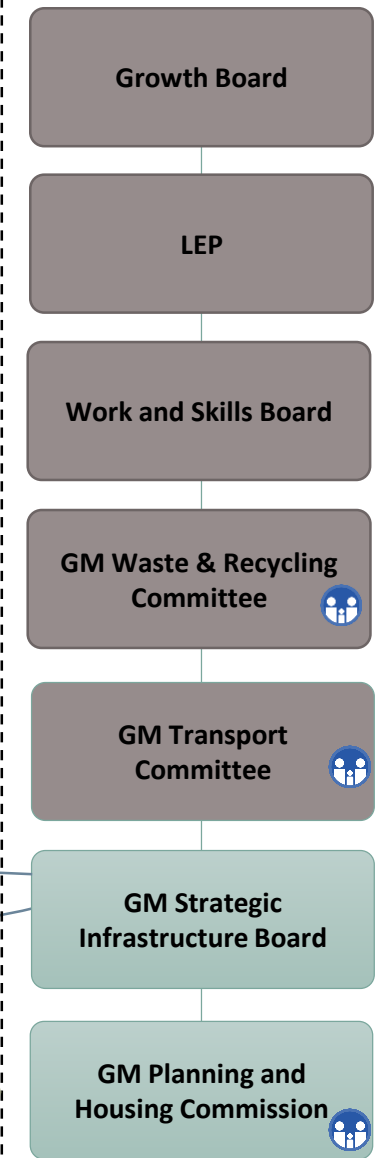 Growth Board
LEP
Work and Skills Board
GM Waste & Recycling
Committee
GM Transport
Committee
GM Strategic
Infrastructure Board
GM Planning and
Housing Commission